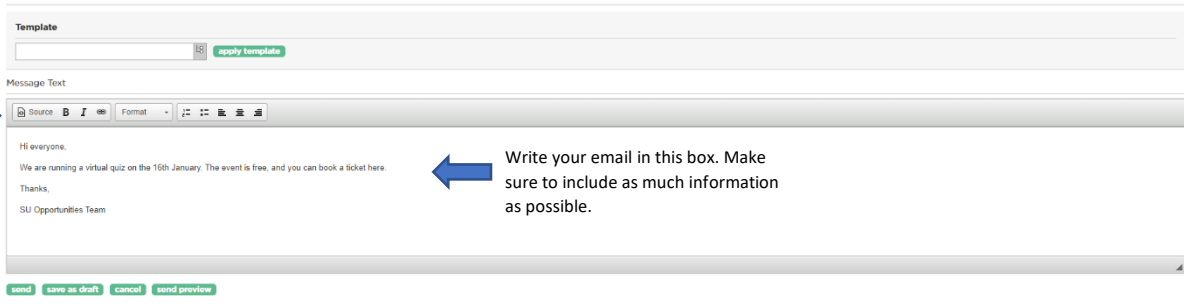 Template
apply template
Message Text
Source B I Format
Hi everyone,
We are running a virtual quiz on the 16th January. The event is free, and you can book a ticket here.
Thanks,
SU Opportunities Team
Write your email in this box. Make
sure to include as much information
as possible.
send save as draft cancel send preview